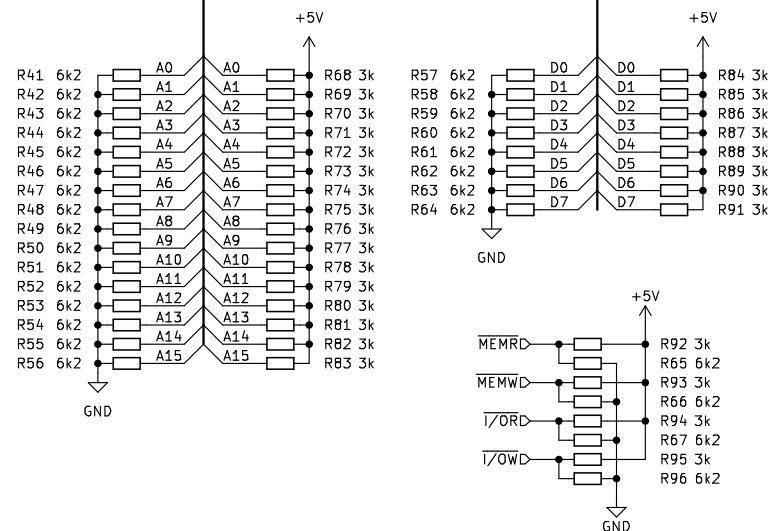 +5V
R41 6k2 A0 A0 R68 3k
R42 6k2 A1 A1 R69 3k
R43 6k2 A2 A2 R70 3k
R44 6k2 A3 A3 R71 3k
R45 6k2 A4 A4 R72 3k
R46 6k2 A5 A5 R73 3k
R47 6k2 A6 A6 R74 3k
R48 6k2 A7 A7 R75 3k
R49 6k2 A8 A8 R76 3k
R50 6k2 A9 A9 R77 3k
R51 6k2 A10 A10 R78 3k
R52 6k2 A11 A11 R79 3k
R53 6k2 A12 A12 R80 3k
R54 6k2 A13 A13 R81 3k
R55 6k2 A14 A14 R82 3k
R56 6k2 A15 A15 R83 3k
GND
+5V
R57 6k2 D0 D0 R84 3k
R58 6k2 D1 D1 R85 3k
R59 6k2 D2 D2 R86 3k
R60 6k2 D3 D3 R87 3k
R61 6k2 D4 D4 R88 3k
R62 6k2 D5 D5 R89 3k
R63 6k2 D6 D6 R90 3k
R64 6k2 D7 D7 R91 3k
GND
+5V
MEMR R92 3k
R65 6k2
MEMW R93 3k
R66 6k2
I/OR R94 3k
R67 6k2
I/OW R95 3k
R96 6k2
GND